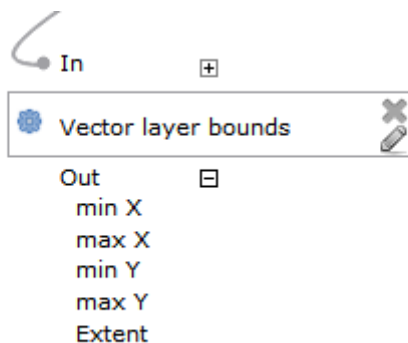 In
Vector layer bounds
Out
min X
max X
min Y
max Y
Extent